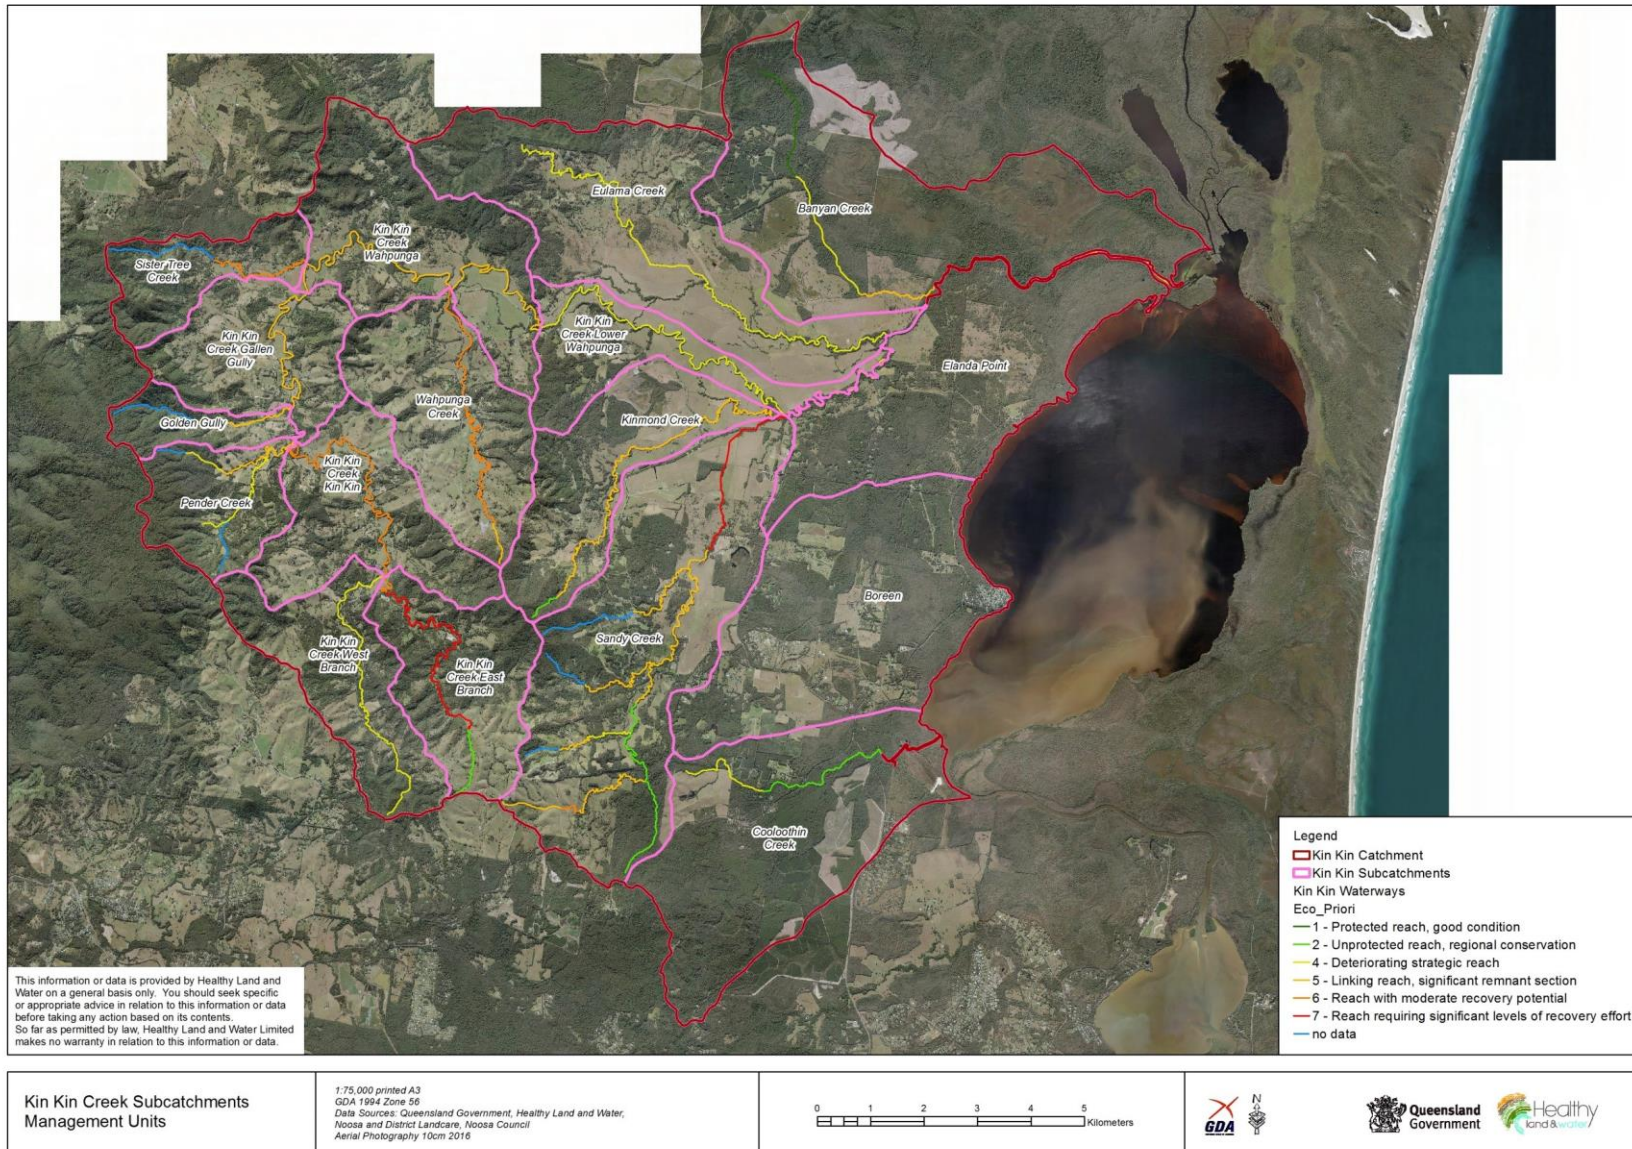 Eulama Creek
Banyan Creek
Kin Kin
Creek
Wahpunga
Sister Tree
Creek
Kin Kin
Creek Gallen
Gully
Kin Kin
Creek Lower
Wahpunga
Elanda Point
Wahpunga
Creek
Kinmond Creek
Golden Gully
Kin Kin
Creek
Kin Kin
Pender Creek
Boreen
Sandy Creek
Kin Kin
Creek West
Branch
Kin Kin
Creek East
Branch
Cooloothin
Creek
Legend
Kin Kin Catchment
Kin Kin Subcatchments
Kin Kin Waterways
Eco_Priori
1 - Protected reach, good condition
2 - Unprotected reach, regional conservation
4 - Deteriorating strategic reach
5 - Linking reach, significant remnant section
6 - Reach with moderate recovery potential
7 - Reach requiring significant levels of recovery effort
no data
This information or data is provided by Healthy Land and
Water on a general basis only. You should seek specific
or appropriate advice in relation to this information or data
before taking any action based on its contents.
So far as permitted by law, Healthy Land and Water Limited
makes no warranty in relation to this information or data.
Kin Kin Creek Subcatchments
Management Units
1:75,000 printed A3
GDA 1994 Zone 56
Data Sources: Queensland Government, Healthy Land and Water,
Noosa and District Landcare, Noosa Council
Aerial Photography 10cm 2016
0 1 2 3 4 5
Kilometers
GDA
N
Queensland
Government
Healthy
land & water